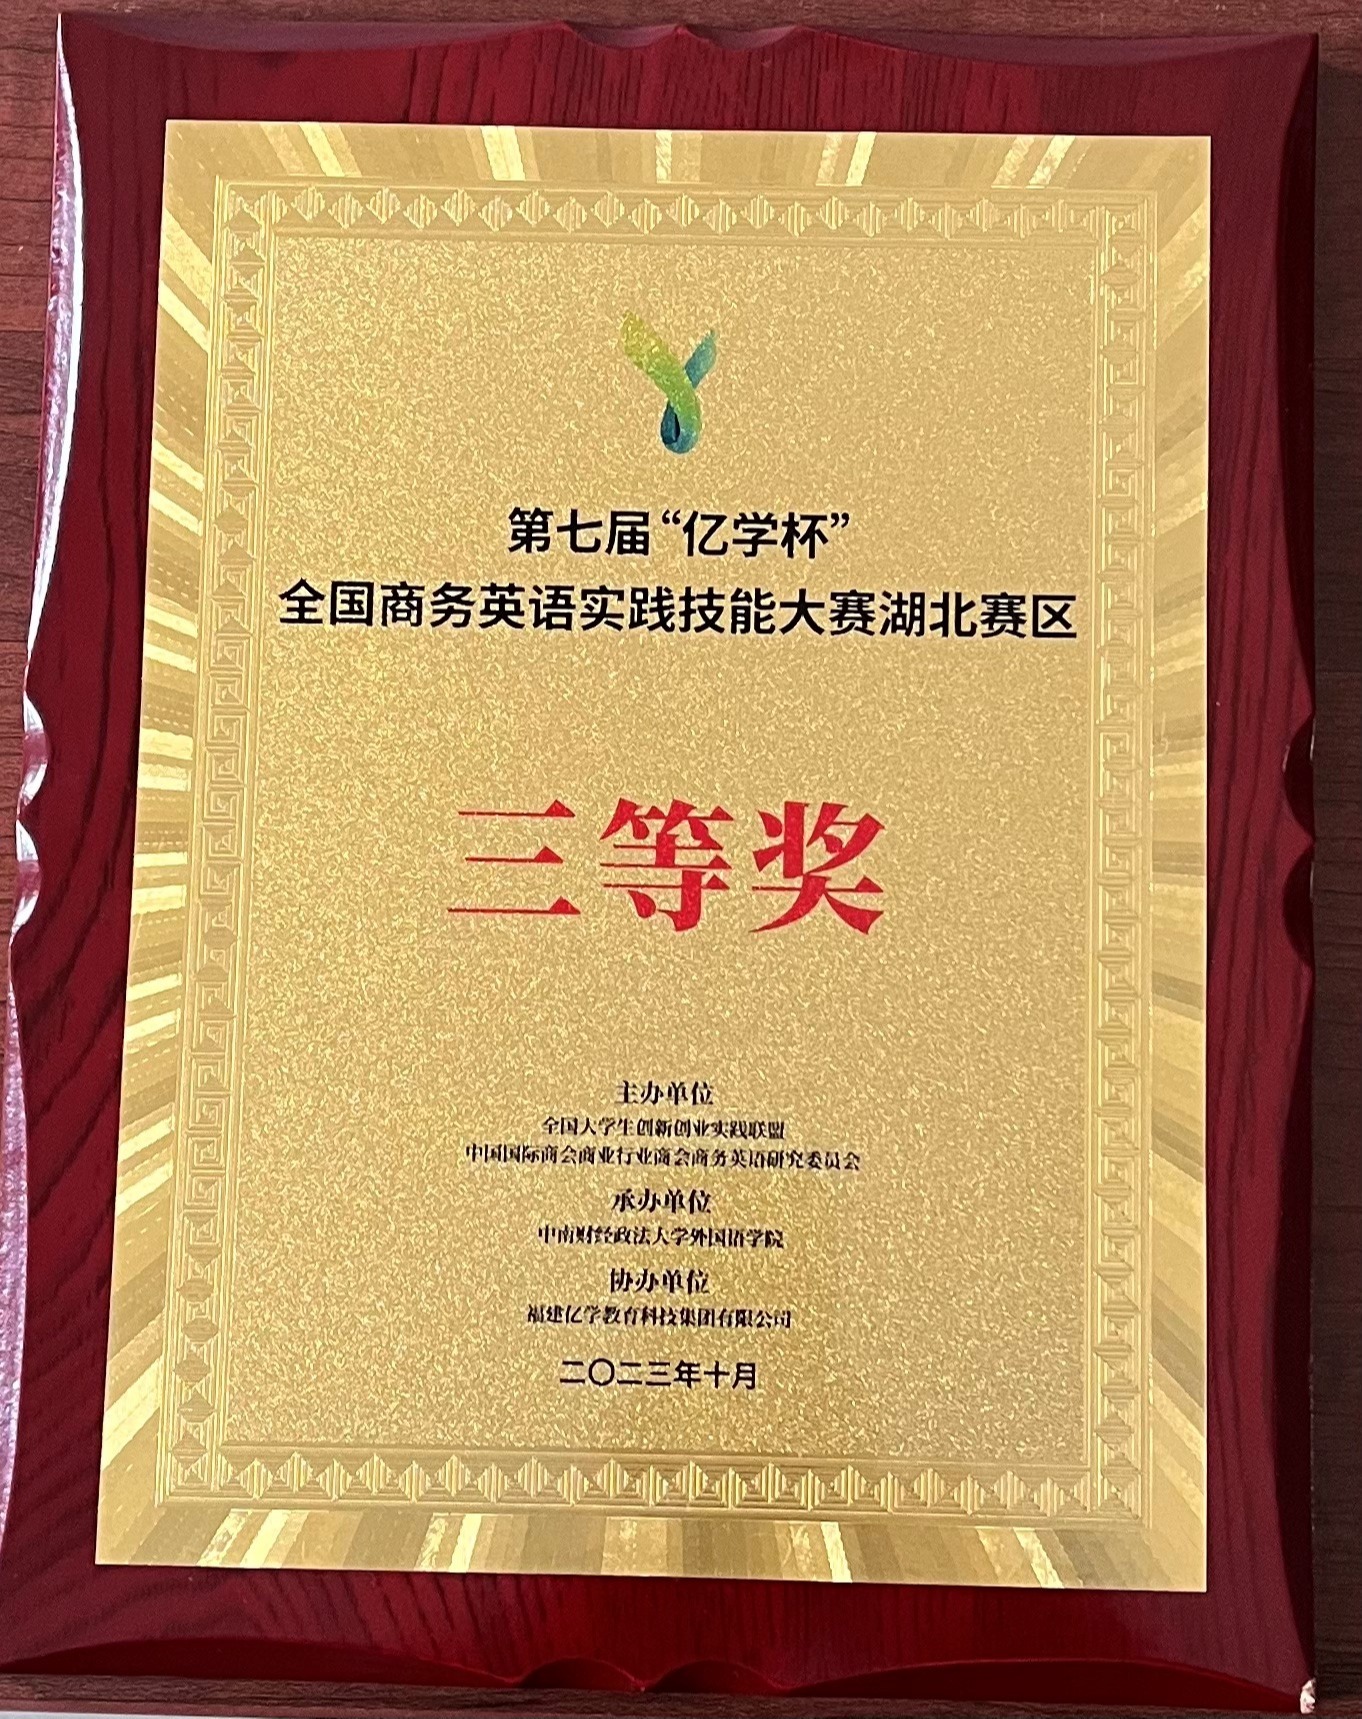 第七届“亿学杯”
全国商务英语实践技能大赛湖北赛区
三等奖
主办单位
全国大学生创新创业实践联盟
中国国际商会商业行业商会商务英语研究委员会
承办单位
中南财经政法大学外国语学院
协办单位
福建亿学教育科技集团有限公司
二〇二三年十月